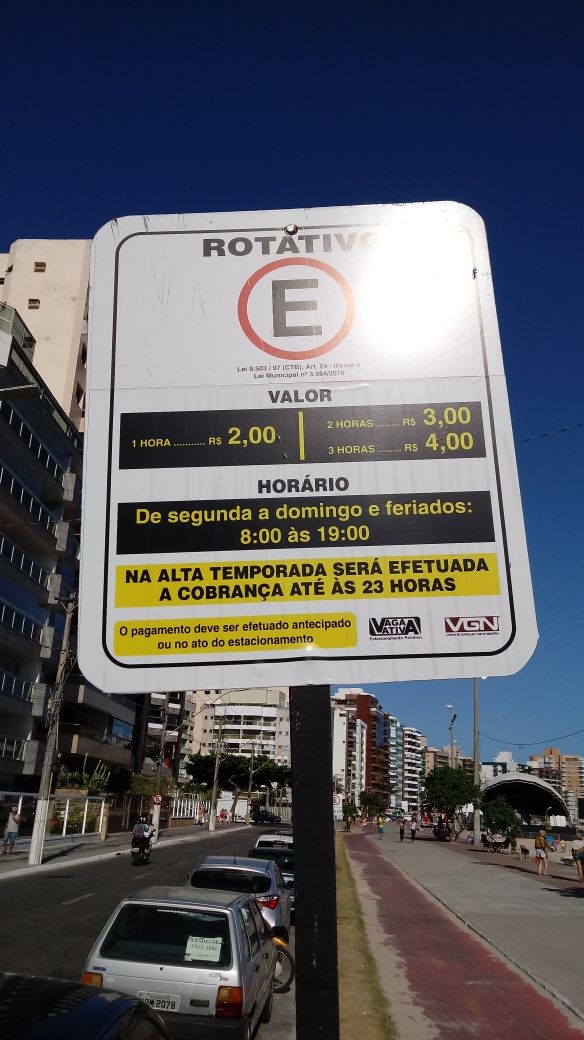 ROTATIVO
E
Lei 9.503 / 97 (CTB), Art. 24 - Inciso X
Lei Municipal nº 3.984/2015
VALOR
1 HORA ........... R$ 2,00
2 HORAS ........ R$ 3,00
3 HORAS ........ R$ 4,00
HORÁRIO
De segunda a domingo e feriados:
8:00 às 19:00
NA ALTA TEMPORADA SERÁ EFETUADA
A COBRANÇA ATÉ ÀS 23 HORAS
O pagamento deve ser efetuado antecipado
ou no ato do estacionamento
VAGA
ATIVA
Estacionamento Rotativo
VGN
2078